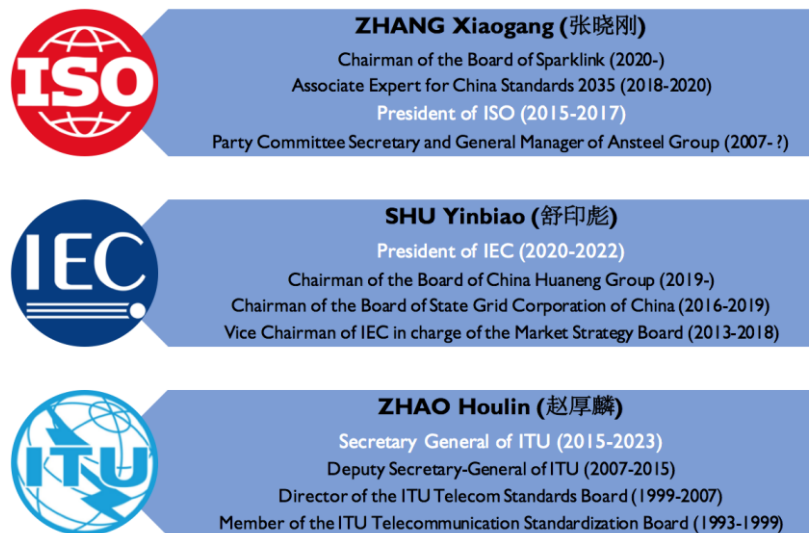 ISO
ZHANG Xiaogang (张晓刚)
Chairman of the Board of Sparklink (2020-)
Associate Expert for China Standards 2035 (2018-2020)
President of ISO (2015-2017)
Party Committee Secretary and General Manager of Ansteel Group (2007- ?)
IEC
SHU Yinbiao (舒印彪)
President of IEC (2020-2022)
Chairman of the Board of China Huaneng Group (2019-)
Chairman of the Board of State Grid Corporation of China (2016-2019)
Vice Chairman of IEC in charge of the Market Strategy Board (2013-2018)
ITU
ZHAO Houlin (赵厚麟)
Secretary General of ITU (2015-2023)
Deputy Secretary-General of ITU (2007-2015)
Director of the ITU Telecom Standards Board (1999-2007)
Member of the ITU Telecommunication Standardization Board (1993-1999)